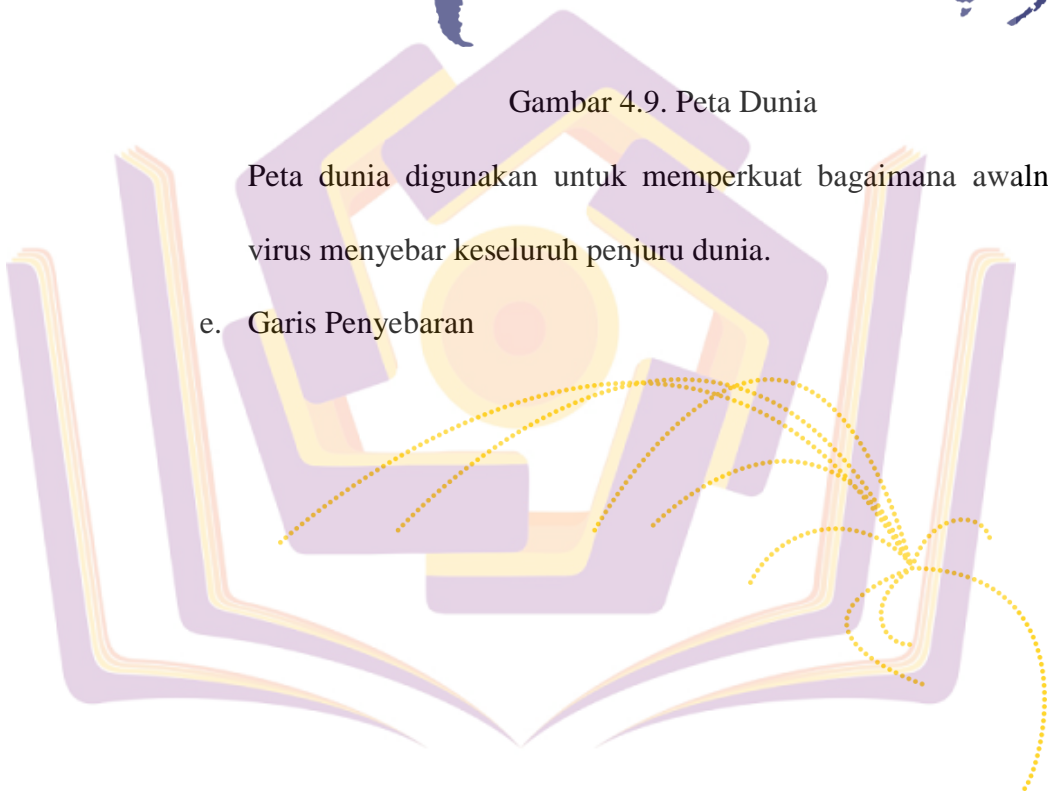 Gambar 4.9. Peta Dunia
Peta dunia digunakan untuk memperkuat bagaimana awaln
virus menyebar keseluruh penjuru dunia.
e. Garis Penyebaran